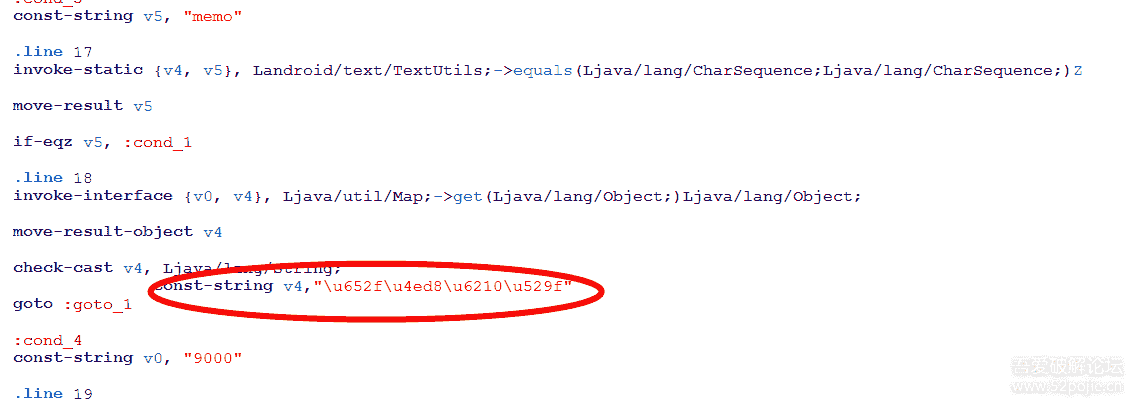 :cond_3
const-string v5, "memo"
.line 17
invoke-static {v4, v5}, Landroid/text/TextUtils;->equals(Ljava/lang/CharSequence;Ljava/lang/CharSequence;)Z
move-result v5
if-eqz v5, :cond_1
.line 18
invoke-interface {v0, v4}, Ljava/util/Map;->get(Ljava/lang/Object;)Ljava/lang/Object;
move-result-object v4
check-cast v4, Ljava/lang/String;
const-string v4,"\u652f\u4ed8\u6210\u529f"
goto :goto_1
:cond_4
const-string v0, "9000"
.line 19
吾爱破解论坛
www.52pojie.cn